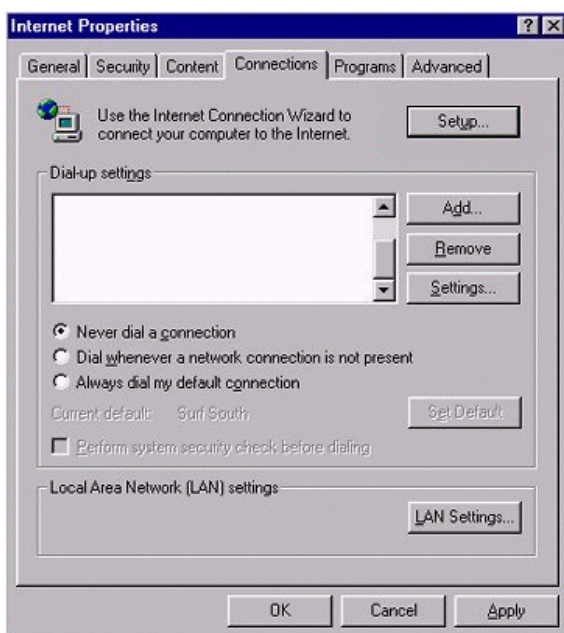 Internet Properties
General Security Content Connections Programs Advanced
Use the Internet Connection Wizard to
connect your computer to the Internet.
Setup...
Dial-up settings
Add...
Remove
Settings...
Never dial a connection
Dial whenever a network connection is not present
Always dial my default connection
Current default: Surf South
Set Default
Perform system security check before dialing
Local Area Network (LAN) settings
LAN Settings...
OK Cancel Apply